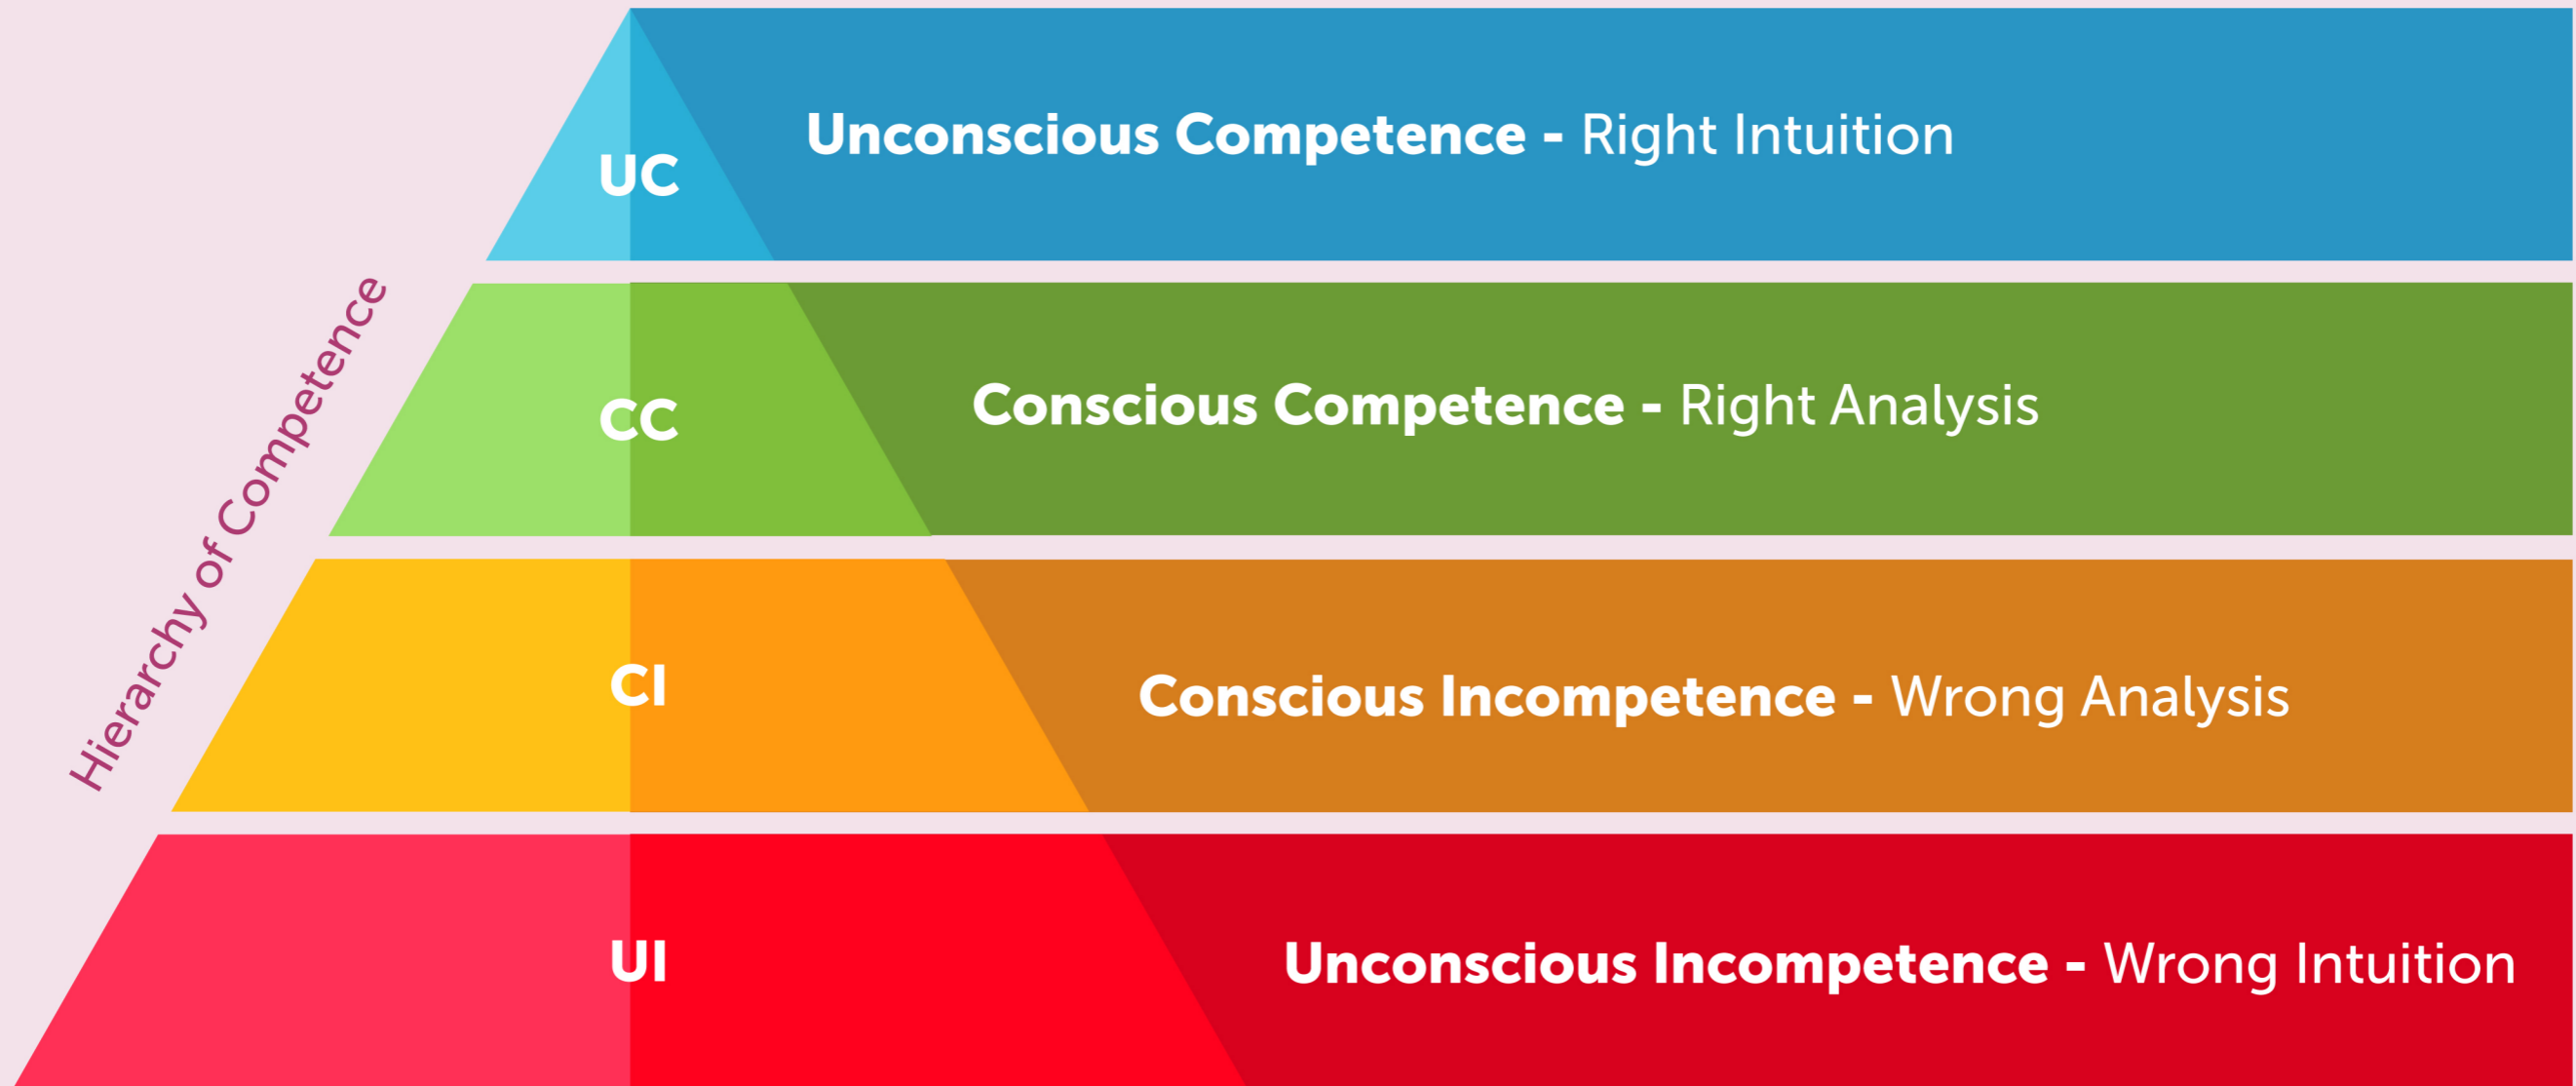 Hierarchy of Competence
UC
Unconscious Competence - Right Intuition
CC
Conscious Competence - Right Analysis
CI
Conscious Incompetence - Wrong Analysis
UI
Unconscious Incompetence - Wrong Intuition